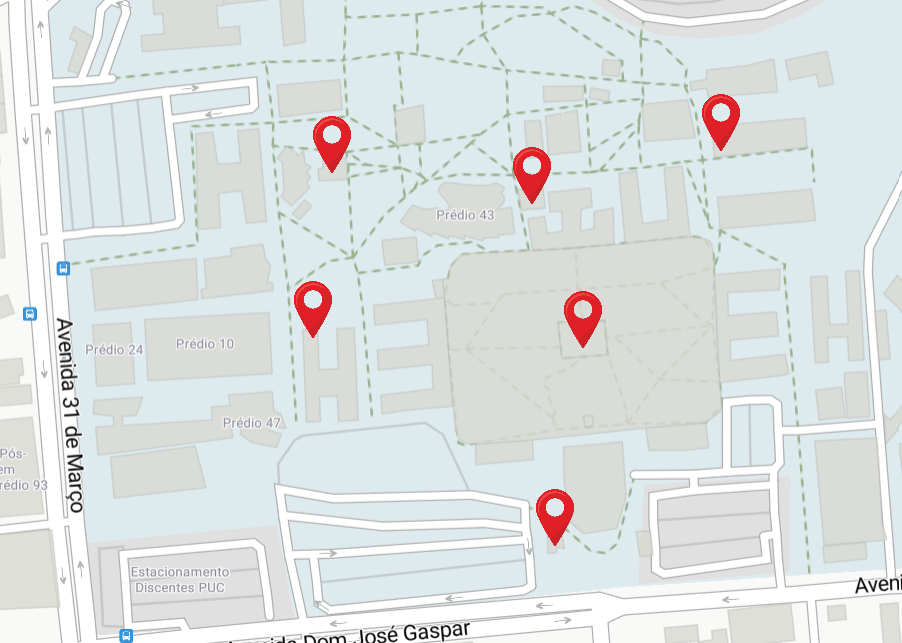 Prédio 43
Prédio 24
Prédio 10
Prédio 47
Avenida 31 de Março
Pós-
em
rédio 93
Estacionamento
Discentes PUC
Dom José Gaspar
Aveni